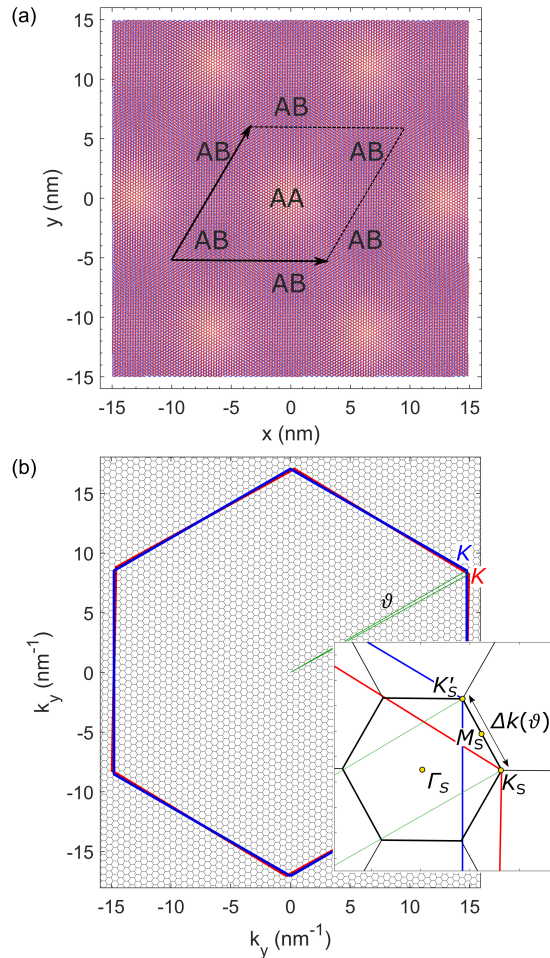 (a)
15
10
5
0
-5
-10
-15
y (nm)
AB
AB
AB
AA
AB
AB
AB
-15
-10
-5
0
5
10
15
x (nm)
(b)
15
10
5
0
-5
-10
-15
k_y (nm⁻¹)
K
K
ϑ
K′_S
Δk(ϑ)
M_S
Γ_S
K_S
-15
-10
-5
0
5
10
15
k_y (nm⁻¹)